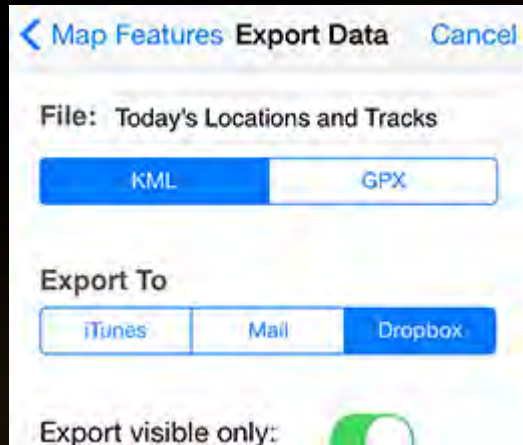 Map Features Export Data Cancel
File: Today's Locations and Tracks
KML GPX
Export To
iTunes Mail Dropbox
Export visible only: